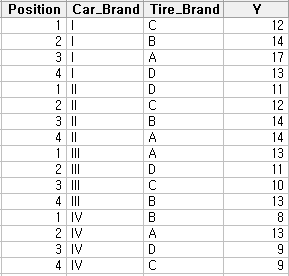 Position Car_Brand Tire_Brand Y
1 I C 12
2 I B 14
3 I A 17
4 I D 13
1 II D 11
2 II C 12
3 II B 14
4 II A 14
1 III A 13
2 III D 11
3 III C 10
4 III B 13
1 IV B 8
2 IV A 13
3 IV D 9
4 IV C 9